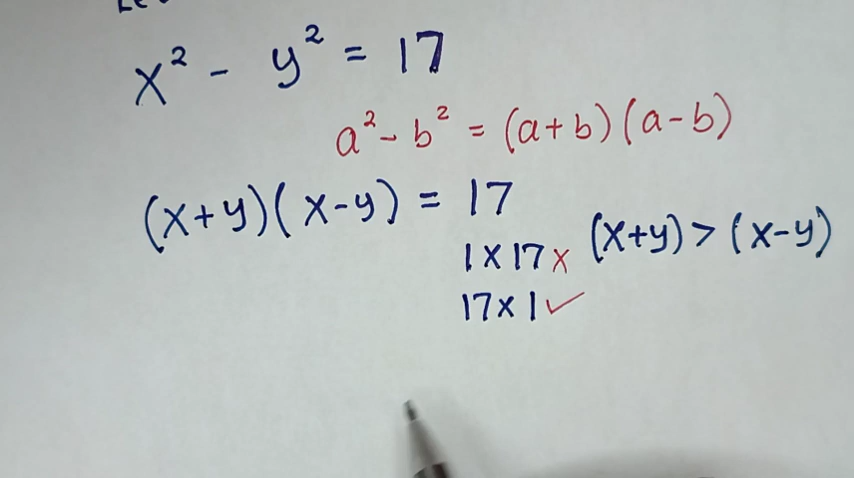 x² - y² = 17
a² - b² = (a+b)(a-b)
(x+y)(x-y) = 17
1 x 17 x (x+y) > (x-y)
17 x 1 ✓